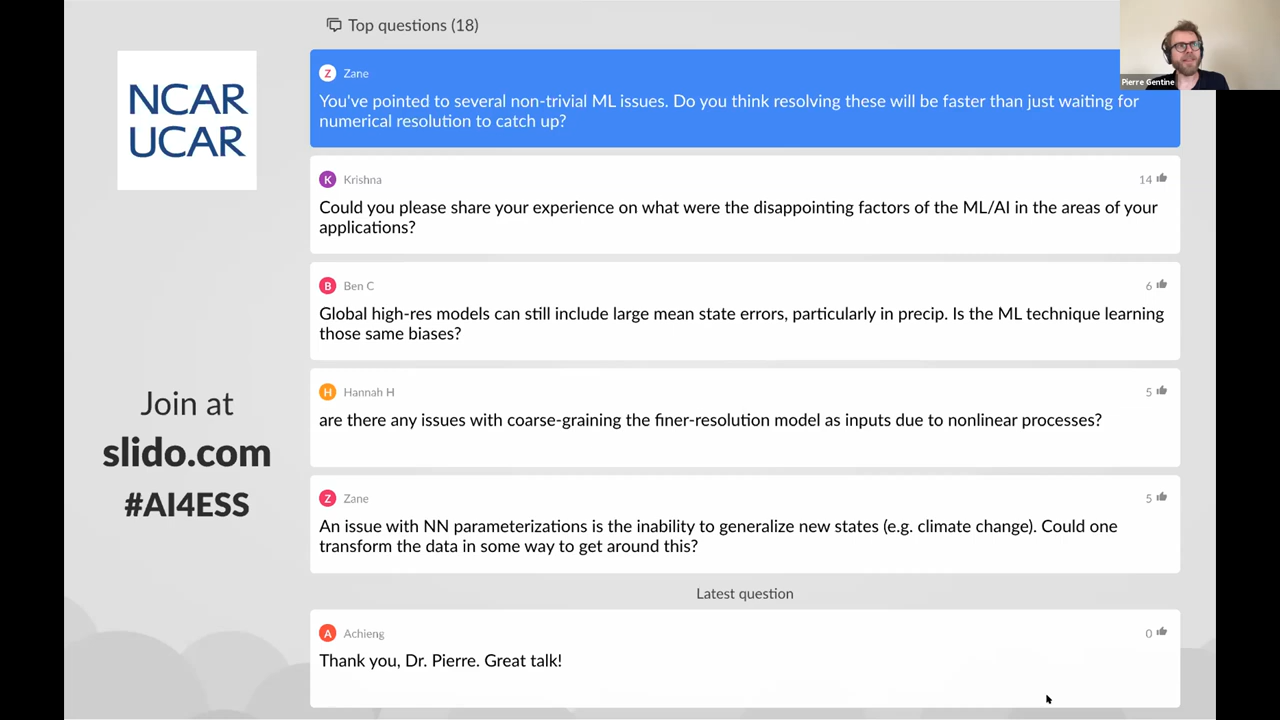 Top questions (18)
NCAR
UCAR
Z Zane
You've pointed to several non-trivial ML issues. Do you think resolving these will be faster than just waiting for
numerical resolution to catch up?
Pierre Gentine
K Krishna 14
Could you please share your experience on what were the disappointing factors of the ML/AI in the areas of your
applications?
B Ben C 6
Global high-res models can still include large mean state errors, particularly in precip. Is the ML technique learning
those same biases?
H Hannah H 5
are there any issues with coarse-graining the finer-resolution model as inputs due to nonlinear processes?
Join at
slido.com
#AI4ESS
Z Zane 5
An issue with NN parameterizations is the inability to generalize new states (e.g. climate change). Could one
transform the data in some way to get around this?
Latest question
A Achieng 0
Thank you, Dr. Pierre. Great talk!